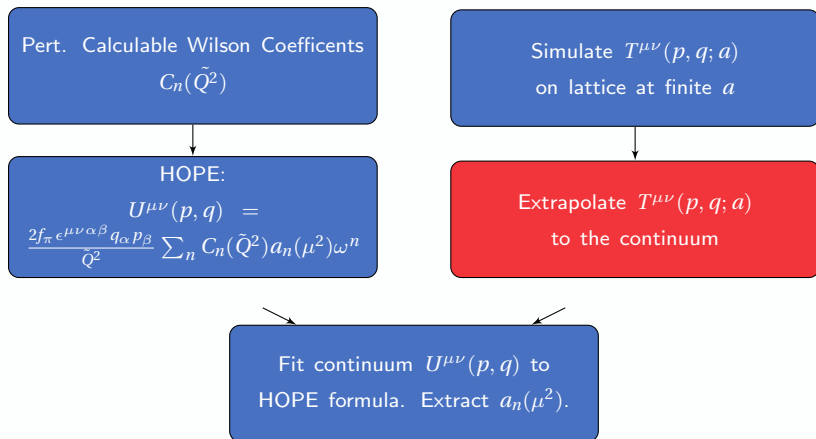 Pert. Calculable Wilson Coefficents
$C_n(\tilde{Q}^2)$
HOPE:
$U^{\mu\nu}(p, q) =$
$\frac{2 f_\pi \epsilon^{\mu\nu\alpha\beta} q_\alpha p_\beta}{\tilde{Q}^2} \sum_n C_n(\tilde{Q}^2) a_n(\mu^2) \omega^n$
Simulate $T^{\mu\nu}(p, q; a)$
on lattice at finite $a$
Extrapolate $T^{\mu\nu}(p, q; a)$
to the continuum
Fit continuum $U^{\mu\nu}(p, q)$ to
HOPE formula. Extract $a_n(\mu^2)$.